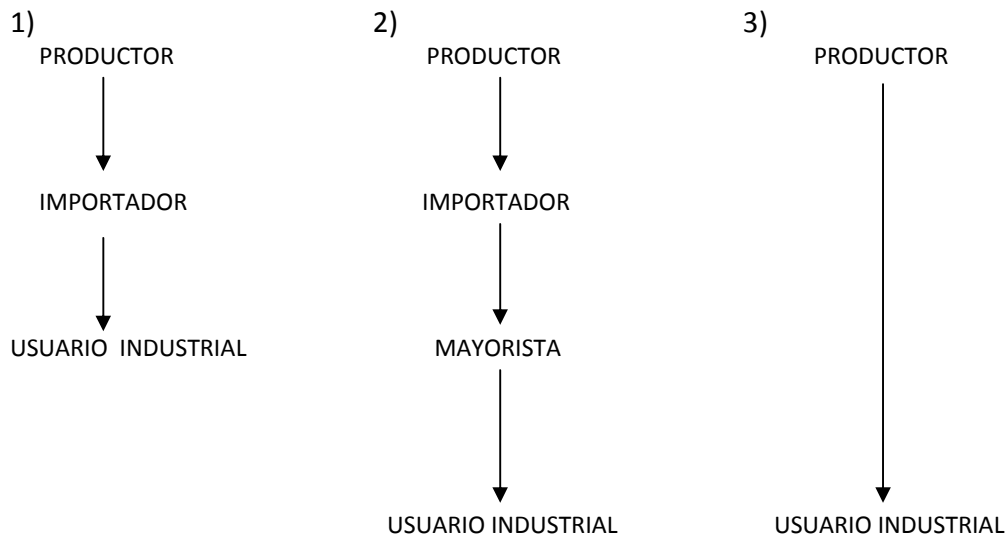 1)
PRODUCTOR
IMPORTADOR
USUARIO INDUSTRIAL
2)
PRODUCTOR
IMPORTADOR
MAYORISTA
USUARIO INDUSTRIAL
3)
PRODUCTOR
USUARIO INDUSTRIAL